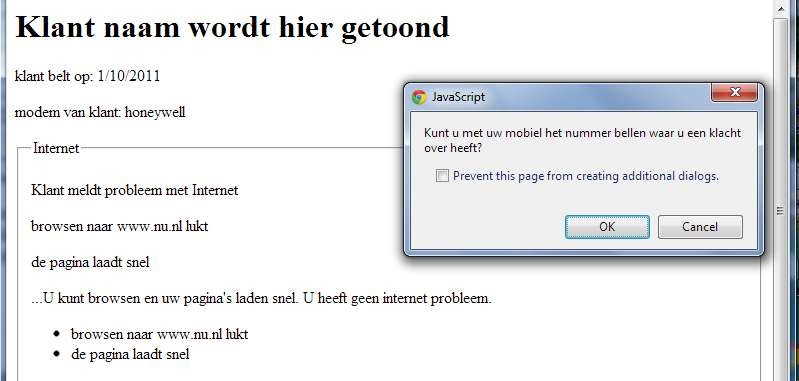 Klant naam wordt hier getoond
klant belt op: 1/10/2011
modem van klant: honeywell
Internet
Klant meldt probleem met Internet
browsen naar www.nu.nl lukt
de pagina laadt snel
...U kunt browsen en uw pagina's laden snel. U heeft geen internet probleem.
browsen naar www.nu.nl lukt
de pagina laadt snel
JavaScript
Kunt u met uw mobiel het nummer bellen waar u een klacht
over heeft?
Prevent this page from creating additional dialogs.
OK
Cancel